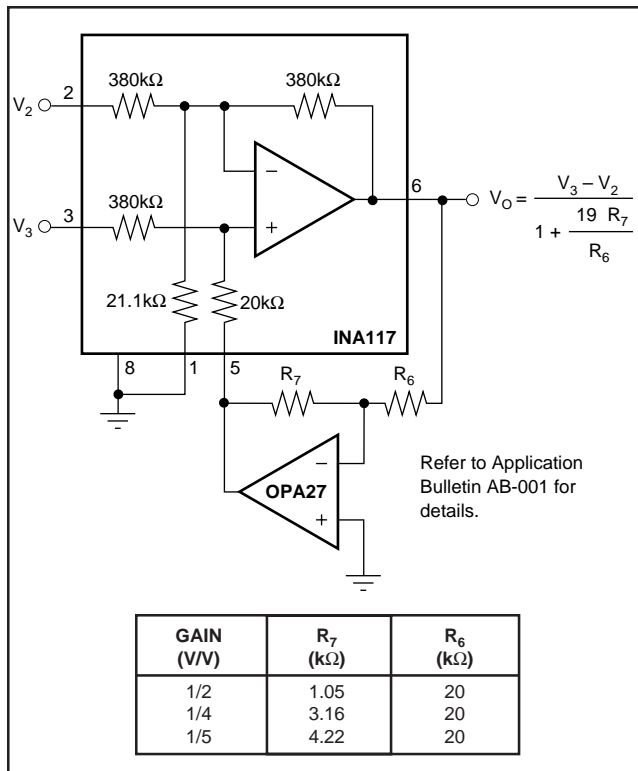 380kΩ
380kΩ
V2
2
6
VO = V3 – V2
1 + 19 R7
R6
380kΩ
V3
3
–
+
21.1kΩ
20kΩ
INA117
8
1
5
R7
R6
–
OPA27
+
Refer to Application
Bulletin AB-001 for
details.
GAIN (V/V) R7 (kΩ) R6 (kΩ)
1/2 1.05 20
1/4 3.16 20
1/5 4.22 20